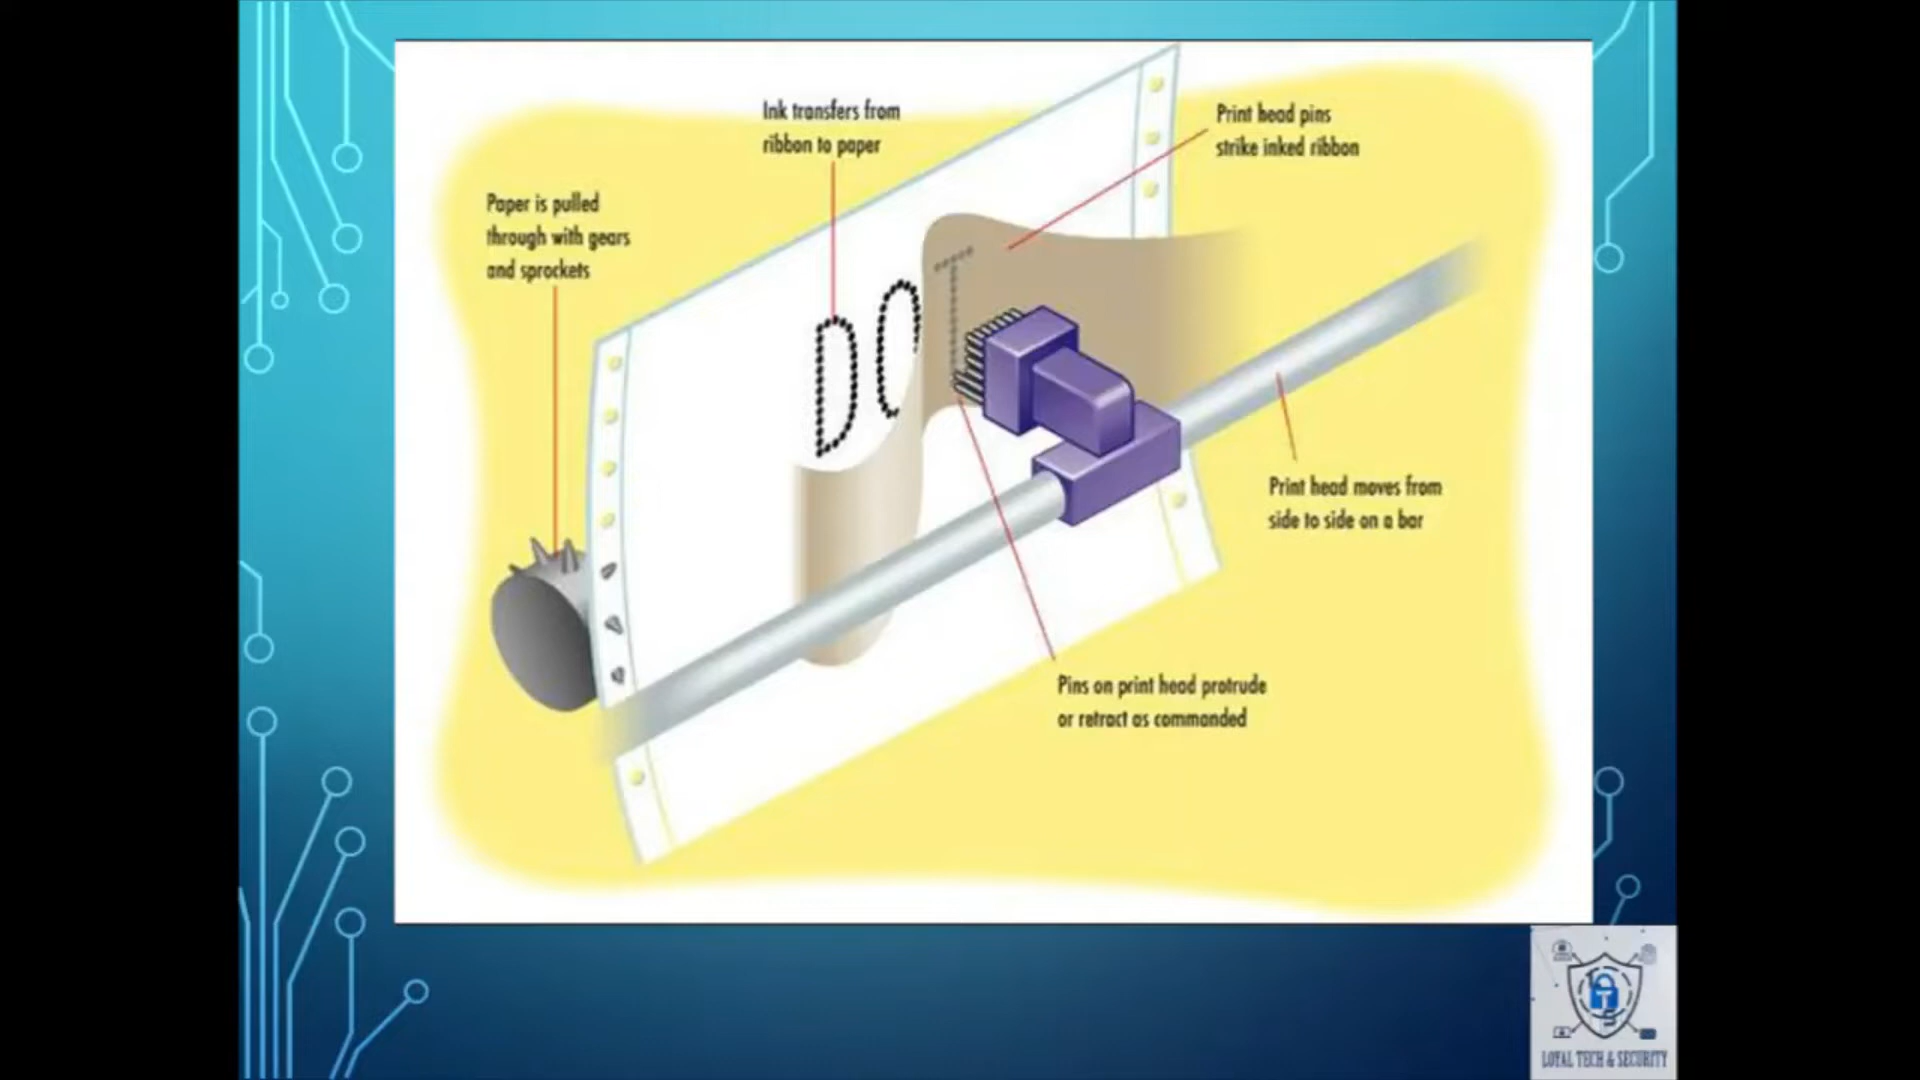 Ink transfers from
ribbon to paper
Print head pins
strike inked ribbon
Paper is pulled
through with gears
and sprockets
DOT
Print head moves from
side to side on a bar
Pins on print head protrude
or retract as commanded
LOYAL TECH & SECURITY